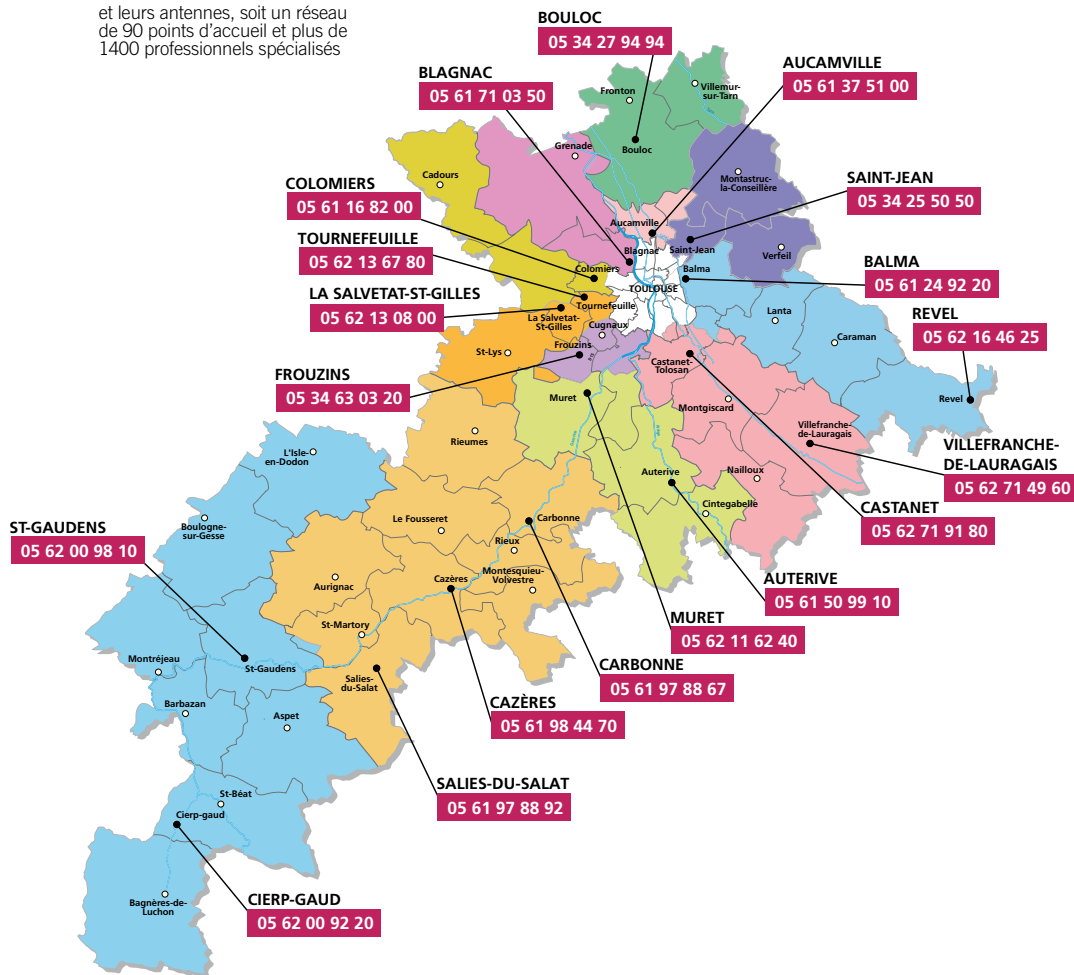 et leurs antennes, soit un réseau
de 90 points d’accueil et plus de
1400 professionnels spécialisés
BOULOC
05 34 27 94 94
BLAGNAC
05 61 71 03 50
AUCAMVILLE
05 61 37 51 00
COLOMIERS
05 61 16 82 00
SAINT-JEAN
05 34 25 50 50
TOURNEFEUILLE
05 62 13 67 80
BALMA
05 61 24 92 20
LA SALVETAT-ST-GILLES
05 62 13 08 00
REVEL
05 62 16 46 25
FROUZINS
05 34 63 03 20
VILLEFRANCHE-
DE-LAURAGAIS
05 62 71 49 60
CASTANET
05 62 71 91 80
ST-GAUDENS
05 62 00 98 10
AUTERIVE
05 61 50 99 10
MURET
05 62 11 62 40
CARBONNE
05 61 97 88 67
CAZÈRES
05 61 98 44 70
SALIES-DU-SALAT
05 61 97 88 92
CIERP-GAUD
05 62 00 92 20
Fronton
Villemur-
sur-Tarn
Bouloc
Grenade
Cadours
Montastruc-
la-Conseillère
Aucamville
Saint-Jean
Verfeil
Blagnac
Colomiers
Balma
TOULOUSE
Tournefeuille
La Salvetat-
St-Gilles
Cugnaux
Lanta
Caraman
St-Lys
Frouzins
Castanet-
Tolosan
Revel
Muret
Montgiscard
Villefranche-
de-Lauragais
Rieumes
L'Isle-
en-Dodon
Auterive
Nailloux
Cintegabelle
Boulogne-
sur-Gesse
Le Fousseret
Carbonne
Rieux
Montesquieu-
Volvestre
Aurignac
Cazères
St-Martory
Montréjeau
St-Gaudens
Salies-
du-Salat
Barbazan
Aspet
St-Béat
Cierp-gaud
Bagnères-de-
Luchon